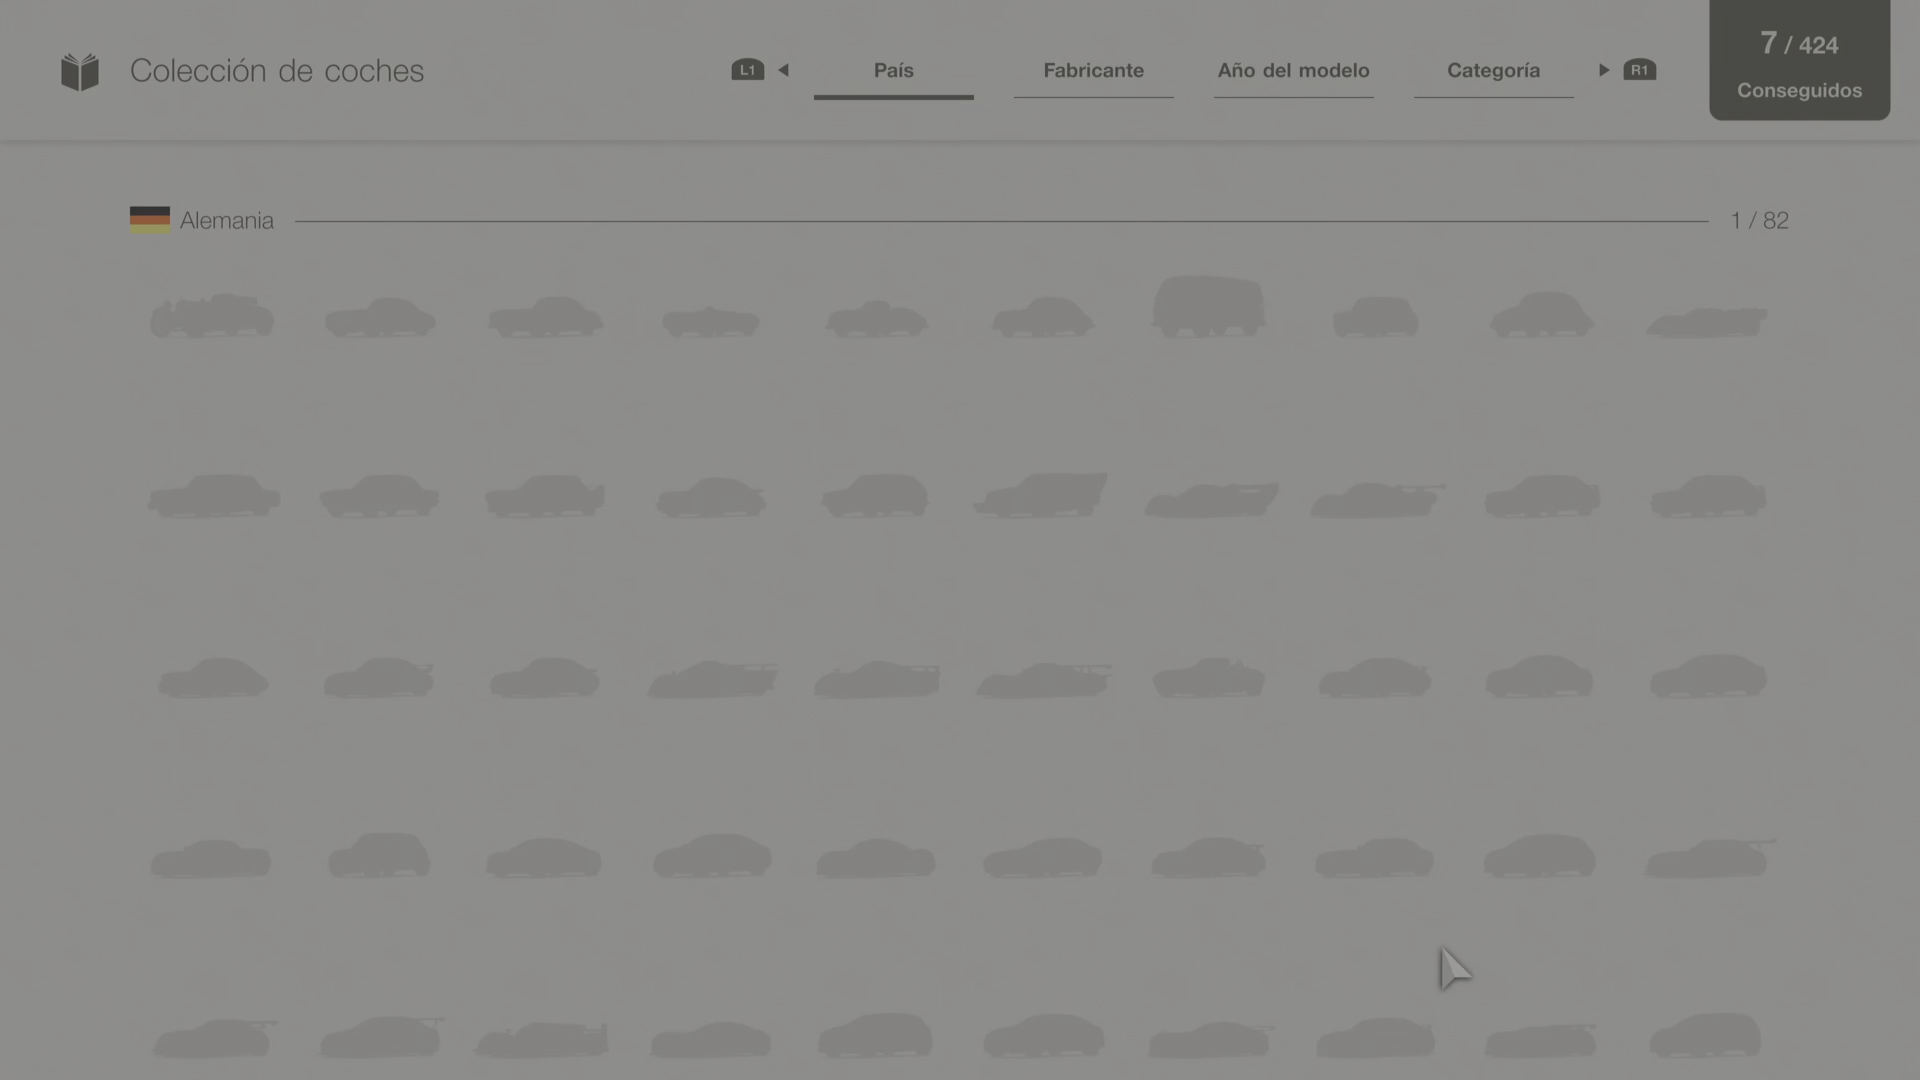 Colección de coches
L1
País
Fabricante
Año del modelo
Categoría
R1
7 / 424
Conseguidos
Alemania
1 / 82